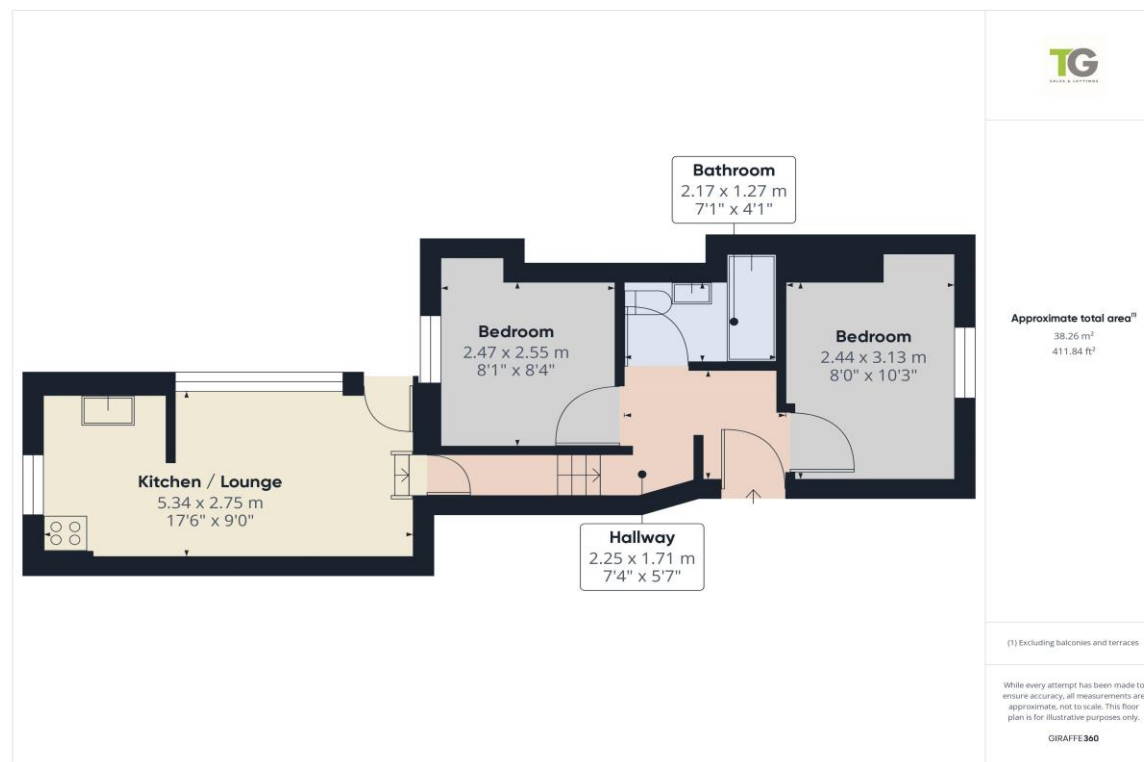 TG
SALES & LETTINGS
Bathroom
2.17 x 1.27 m
7'1" x 4'1"
Bedroom
2.47 x 2.55 m
8'1" x 8'4"
Bedroom
2.44 x 3.13 m
8'0" x 10'3"
Kitchen / Lounge
5.34 x 2.75 m
17'6" x 9'0"
Hallway
2.25 x 1.71 m
7'4" x 5'7"
Approximate total area⁽¹⁾
38.26 m²
411.84 ft²
(1) Excluding balconies and terraces
While every attempt has been made to
ensure accuracy, all measurements are
approximate, not to scale. This floor
plan is for illustrative purposes only.
GIRAFFE360